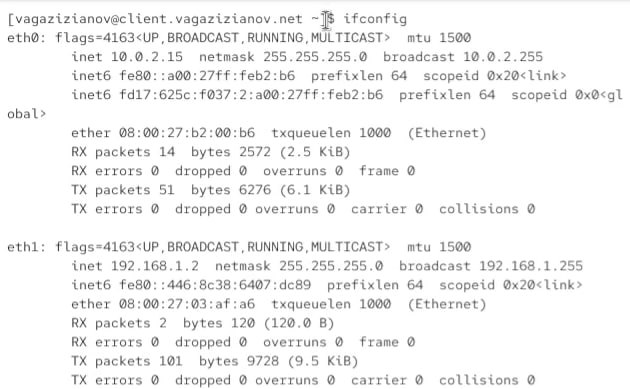 [vagazizianov@client.vagazizianov.net ~]$ ifconfig
eth0: flags=4163<UP,BROADCAST,RUNNING,MULTICAST>  mtu 1500
        inet 10.0.2.15  netmask 255.255.255.0  broadcast 10.0.2.255
        inet6 fe80::a00:27ff:feb2:b6  prefixlen 64  scopeid 0x20<link>
        inet6 fd17:625c:f037:2:a00:27ff:feb2:b6  prefixlen 64  scopeid 0x0<gl
obal>
        ether 08:00:27:b2:00:b6  txqueuelen 1000  (Ethernet)
        RX packets 14  bytes 2572 (2.5 KiB)
        RX errors 0  dropped 0  overruns 0  frame 0
        TX packets 51  bytes 6276 (6.1 KiB)
        TX errors 0  dropped 0 overruns 0  carrier 0  collisions 0

eth1: flags=4163<UP,BROADCAST,RUNNING,MULTICAST>  mtu 1500
        inet 192.168.1.2  netmask 255.255.255.0  broadcast 192.168.1.255
        inet6 fe80::446:8c38:6407:dc89  prefixlen 64  scopeid 0x20<link>
        ether 08:00:27:03:af:a6  txqueuelen 1000  (Ethernet)
        RX packets 2  bytes 120 (120.0 B)
        RX errors 0  dropped 0  overruns 0  frame 0
        TX packets 101  bytes 9728 (9.5 KiB)
        TX errors 0  dropped 0 overruns 0  carrier 0  collisions 0